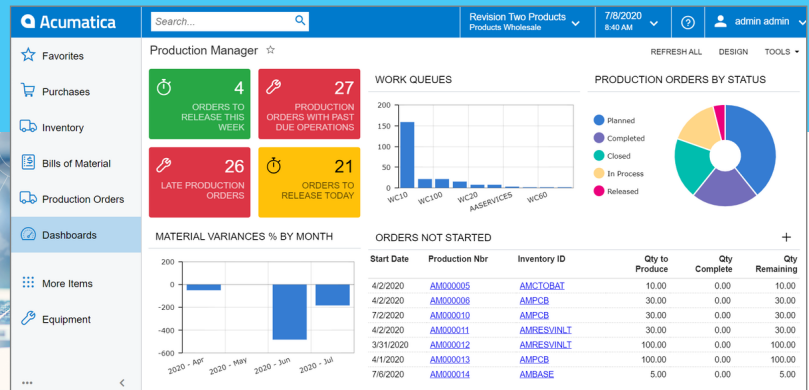 Acumatica
Search...
Revision Two Products
Products Wholesale
7/8/2020
8:40 AM
?
admin admin
Favorites
Purchases
Inventory
Bills of Material
Production Orders
Dashboards
More Items
Equipment
Production Manager
REFRESH ALL DESIGN TOOLS
4
ORDERS TO
RELEASE THIS
WEEK
27
PRODUCTION
ORDERS WITH PAST
DUE OPERATIONS
26
LATE PRODUCTION
ORDERS
21
ORDERS TO
RELEASE TODAY
WORK QUEUES
200
150
100
50
0
WC10 WC100 WC20 AASERVICES WC60
PRODUCTION ORDERS BY STATUS
Planned
Completed
Closed
In Process
Released
MATERIAL VARIANCES % BY MONTH
200
0
-200
-400
-600
2020 - Apr 2020 - May 2020 - Jun 2020 - Jul
ORDERS NOT STARTED
Start Date Production Nbr Inventory ID Qty to Produce Qty Complete Qty Remaining
4/2/2020 AM000005 AMCTOBAT 10.00 0.00 10.00
4/2/2020 AM000006 AMPCB 30.00 0.00 30.00
7/2/2020 AM000010 AMPCB 30.00 0.00 30.00
4/2/2020 AM000011 AMRESVINLT 30.00 0.00 30.00
3/31/2020 AM000012 AMRESVINLT 100.00 0.00 100.00
4/1/2020 AM000013 AMPCB 100.00 0.00 100.00
7/6/2020 AM000014 AMBASE 5.00 0.00 5.00